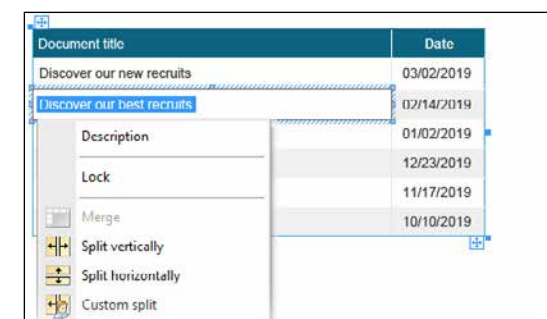 Document title Date
Discover our new recruits 03/02/2019
Discover our best recruits 02/14/2019
01/02/2019
Description
12/23/2019
Lock
11/17/2019
Merge 10/10/2019
Split vertically
Split horizontally
Custom split